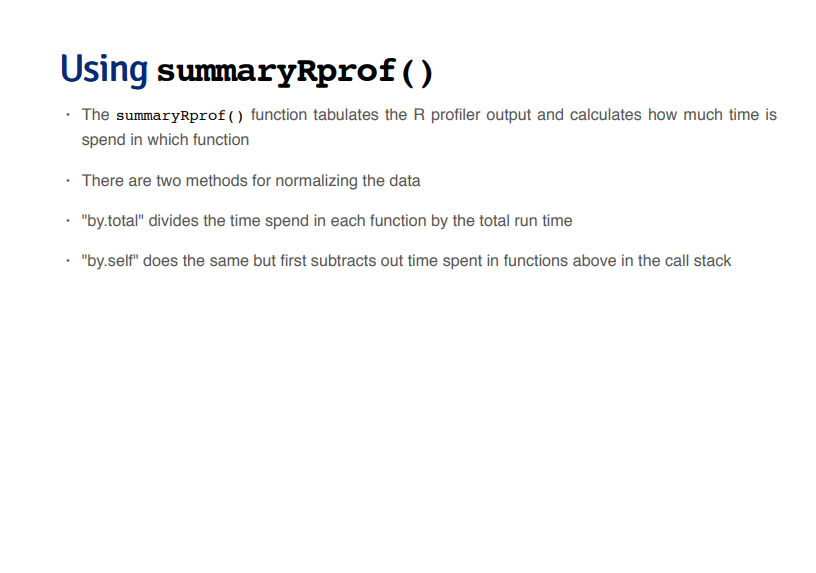 Using summaryRprof()
· The summaryRprof() function tabulates the R profiler output and calculates how much time is
spend in which function
· There are two methods for normalizing the data
· "by.total" divides the time spend in each function by the total run time
· "by.self" does the same but first subtracts out time spent in functions above in the call stack